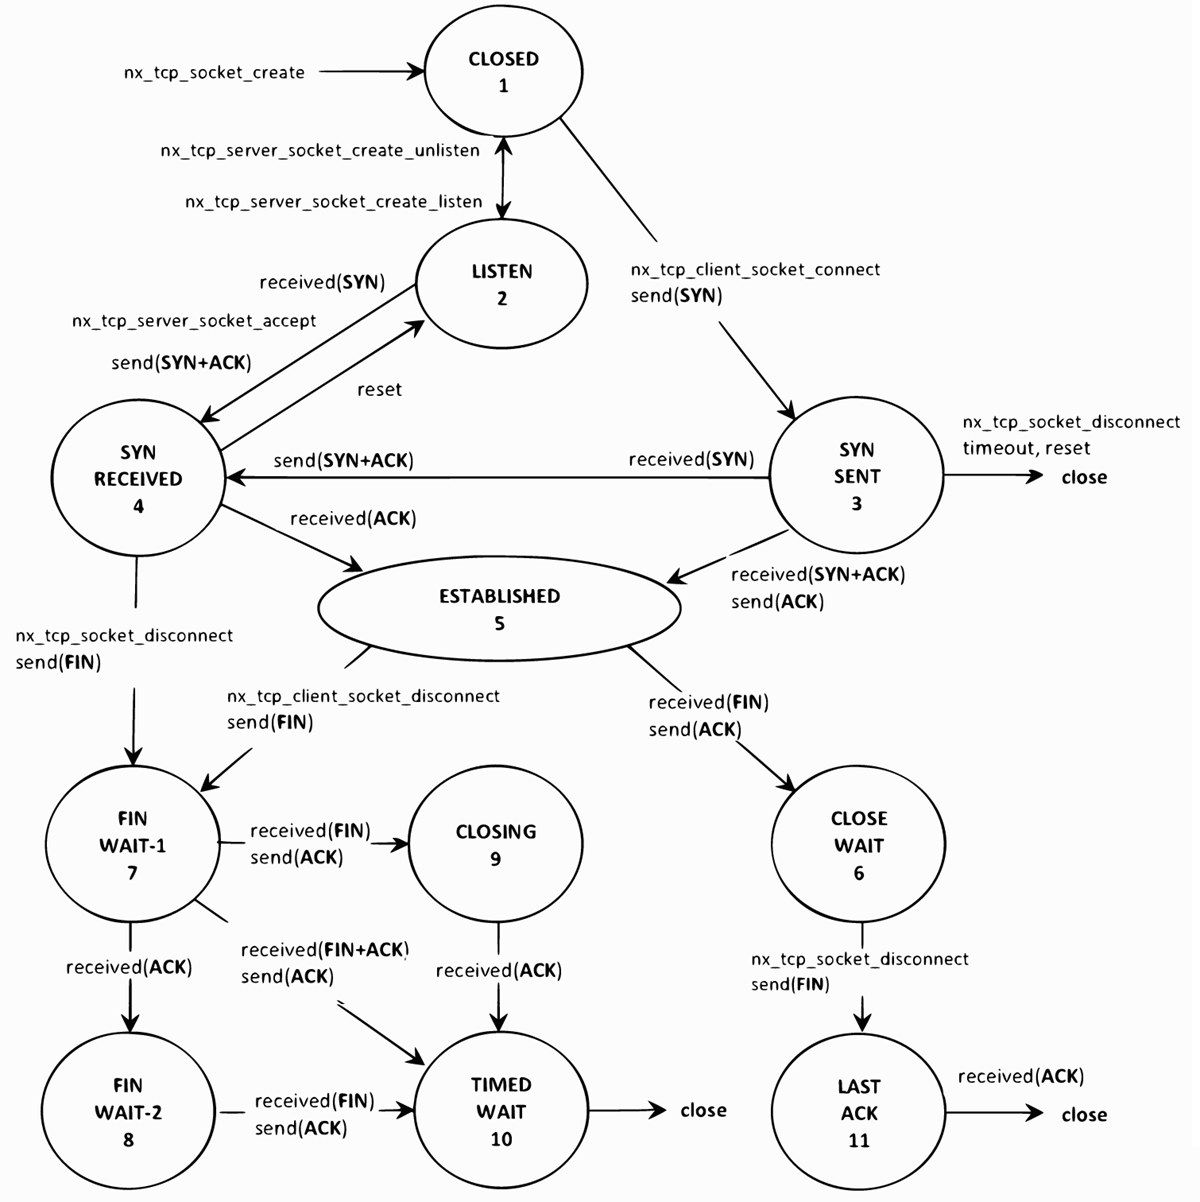 CLOSED
1
nx_tcp_socket_create
nx_tcp_server_socket_create_unlisten
nx_tcp_server_socket_create_listen
LISTEN
2
received(SYN)
nx_tcp_server_socket_accept
send(SYN+ACK)
reset
nx_tcp_client_socket_connect
send(SYN)
SYN
RECEIVED
4
send(SYN+ACK)
received(SYN)
SYN
SENT
3
nx_tcp_socket_disconnect
timeout, reset
close
received(ACK)
ESTABLISHED
5
received(SYN+ACK)
send(ACK)
nx_tcp_socket_disconnect
send(FIN)
nx_tcp_client_socket_disconnect
send(FIN)
received(FIN)
send(ACK)
FIN
WAIT-1
7
received(FIN)
send(ACK)
CLOSING
9
CLOSE
WAIT
6
received(ACK)
received(FIN+ACK)
send(ACK)
received(ACK)
nx_tcp_socket_disconnect
send(FIN)
FIN
WAIT-2
8
received(FIN)
send(ACK)
TIMED
WAIT
10
close
LAST
ACK
11
received(ACK)
close